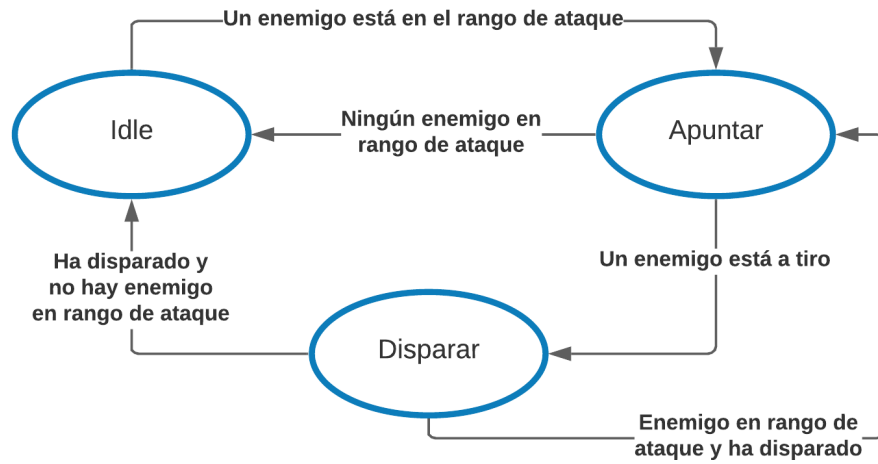 Un enemigo está en el rango de ataque
Idle
Ningún enemigo en
rango de ataque
Apuntar
Ha disparado y
no hay enemigo
en rango de ataque
Un enemigo está a tiro
Disparar
Enemigo en rango de
ataque y ha disparado